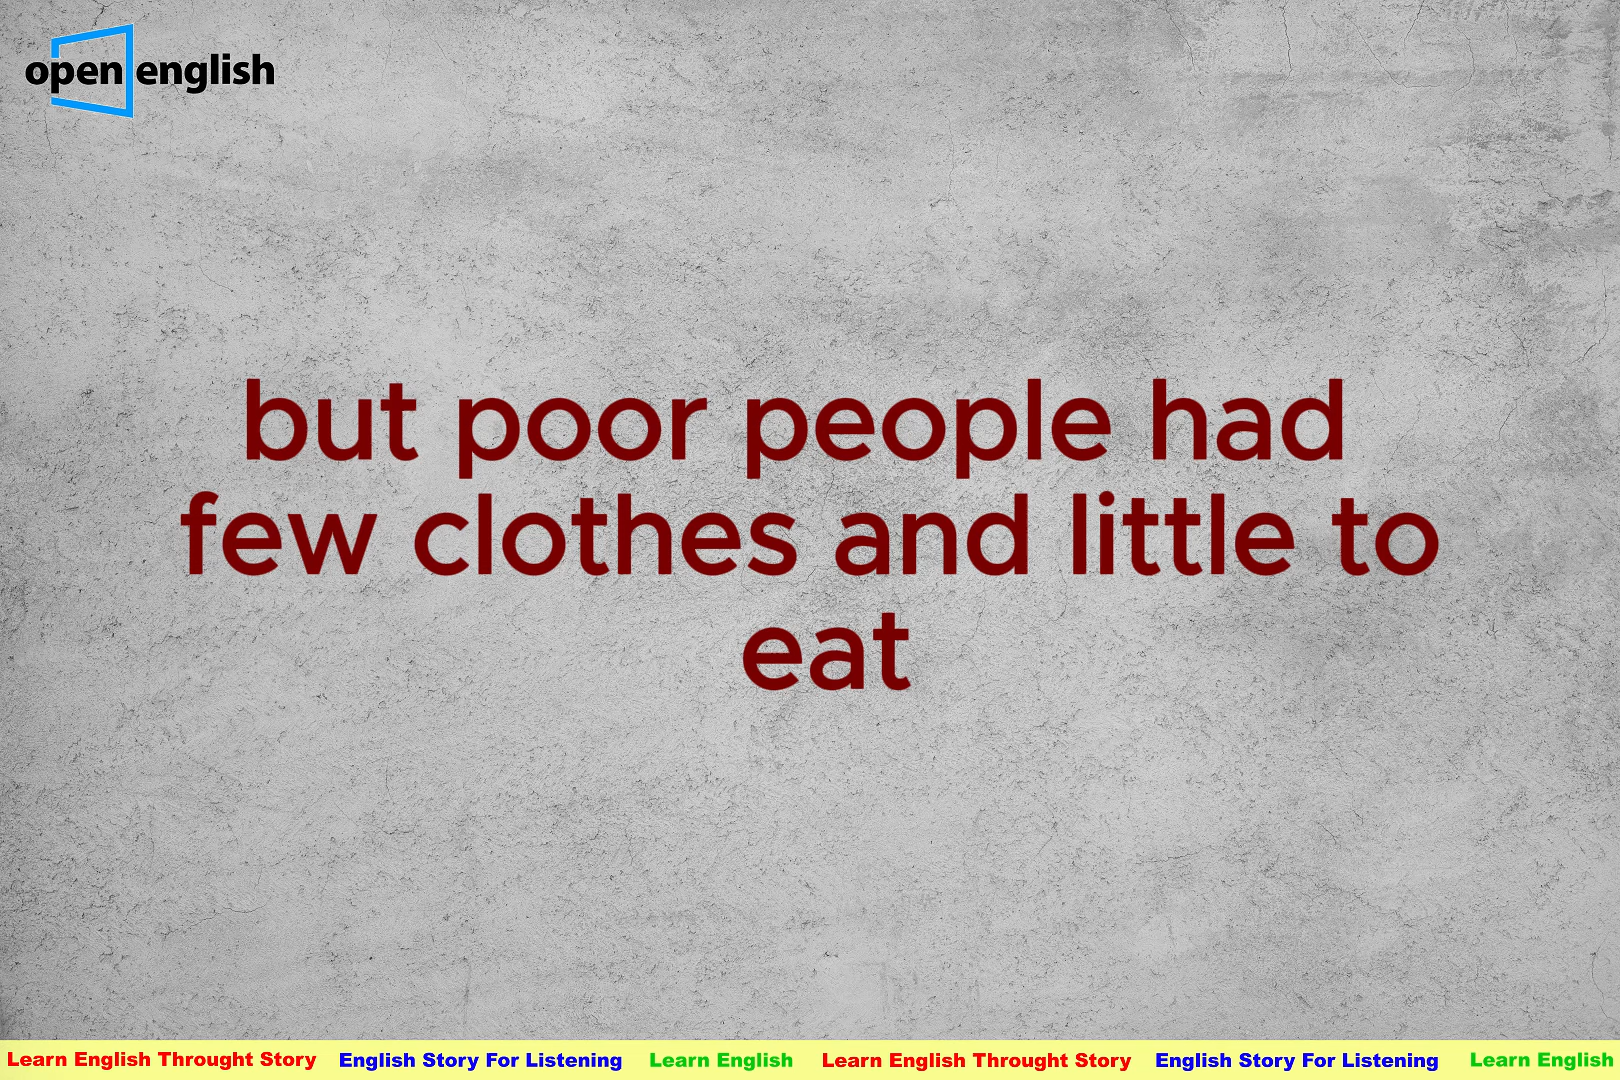 open english
but poor people had
few clothes and little to
eat
Learn English Throught Story English Story For Listening Learn English Learn English Throught Story English Story For Listening Learn English